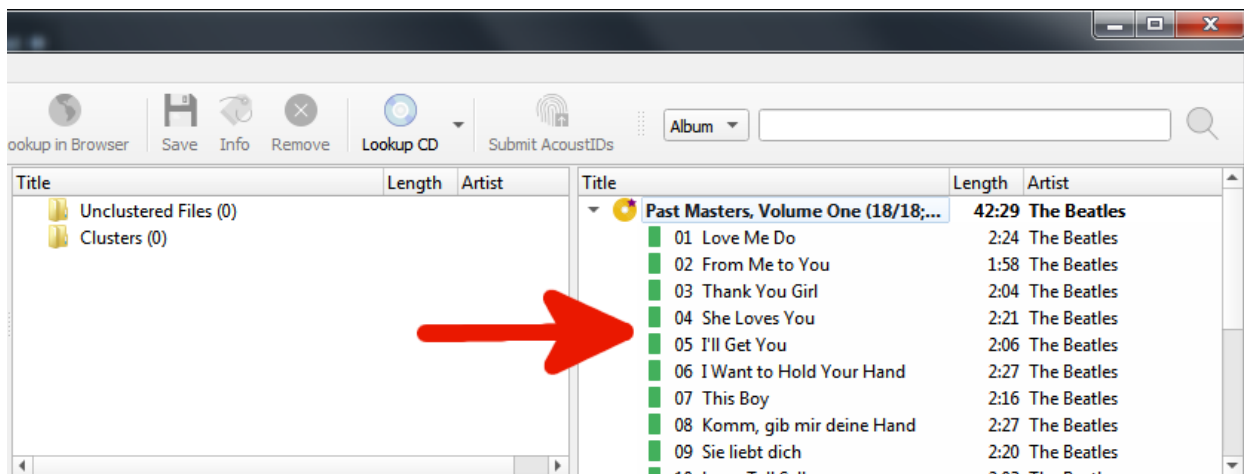 ookup in Browser Save Info Remove Lookup CD Submit AcoustIDs Album
Title Length Artist
Unclustered Files (0)
Clusters (0)
Title Length Artist
Past Masters, Volume One (18/18;... 42:29 The Beatles
01 Love Me Do 2:24 The Beatles
02 From Me to You 1:58 The Beatles
03 Thank You Girl 2:04 The Beatles
04 She Loves You 2:21 The Beatles
05 I'll Get You 2:06 The Beatles
06 I Want to Hold Your Hand 2:27 The Beatles
07 This Boy 2:16 The Beatles
08 Komm, gib mir deine Hand 2:27 The Beatles
09 Sie liebt dich 2:20 The Beatles